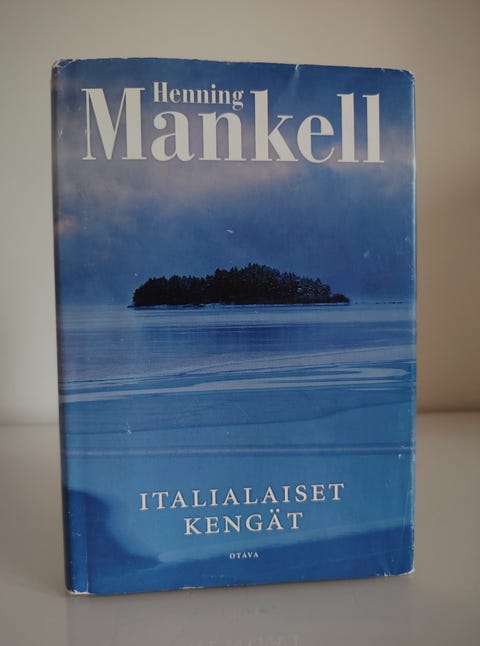 Henning
Mankell
ITALIALAISET
KENGÄT
OTAVA